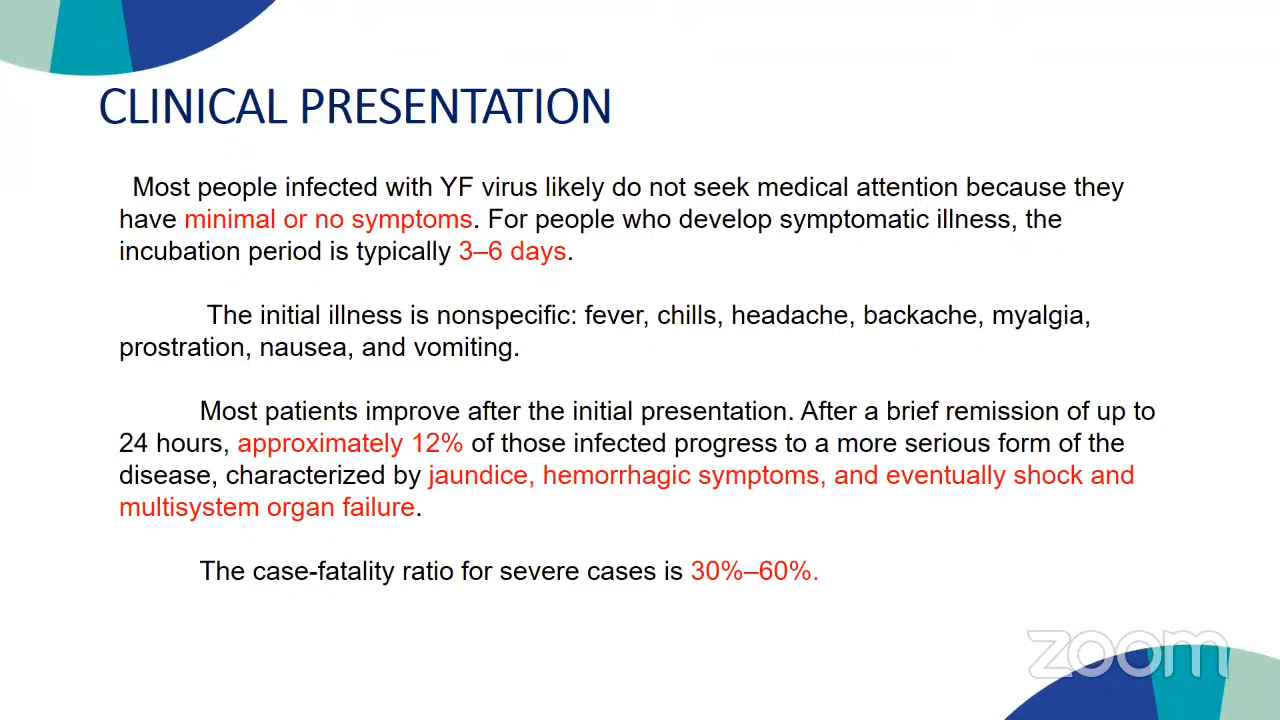 CLINICAL PRESENTATION
Most people infected with YF virus likely do not seek medical attention because they
have minimal or no symptoms. For people who develop symptomatic illness, the
incubation period is typically 3–6 days.
The initial illness is nonspecific: fever, chills, headache, backache, myalgia,
prostration, nausea, and vomiting.
Most patients improve after the initial presentation. After a brief remission of up to
24 hours, approximately 12% of those infected progress to a more serious form of the
disease, characterized by jaundice, hemorrhagic symptoms, and eventually shock and
multisystem organ failure.
The case-fatality ratio for severe cases is 30%–60%.
zoom